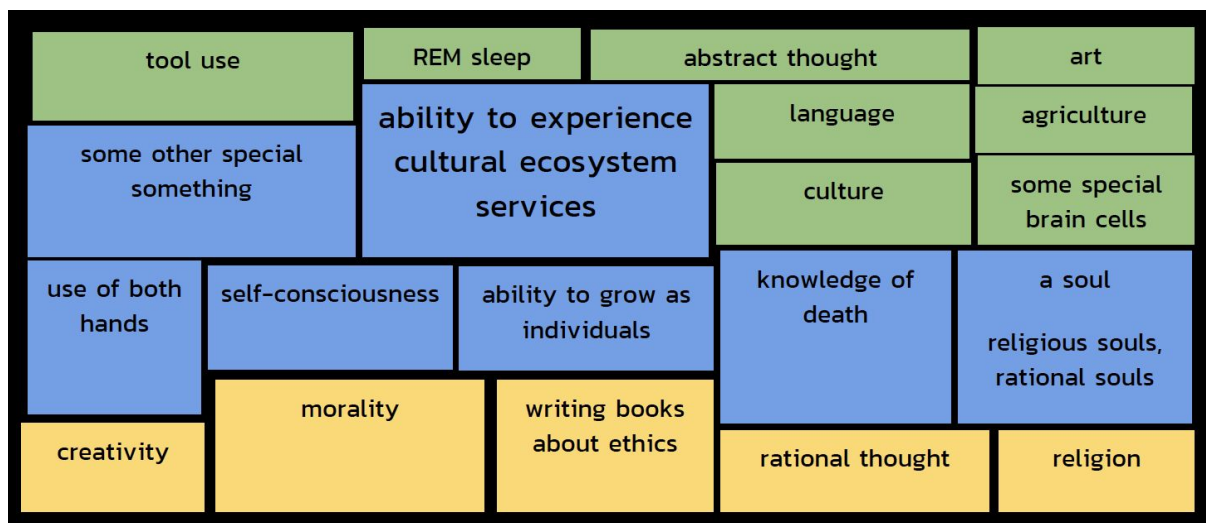 tool use
REM sleep
abstract thought
art
ability to experience
cultural ecosystem
services
language
agriculture
some other special
something
culture
some special
brain cells
use of both
hands
self-consciousness
ability to grow as
individuals
knowledge of
death
a soul
religious souls,
rational souls
morality
writing books
about ethics
creativity
rational thought
religion